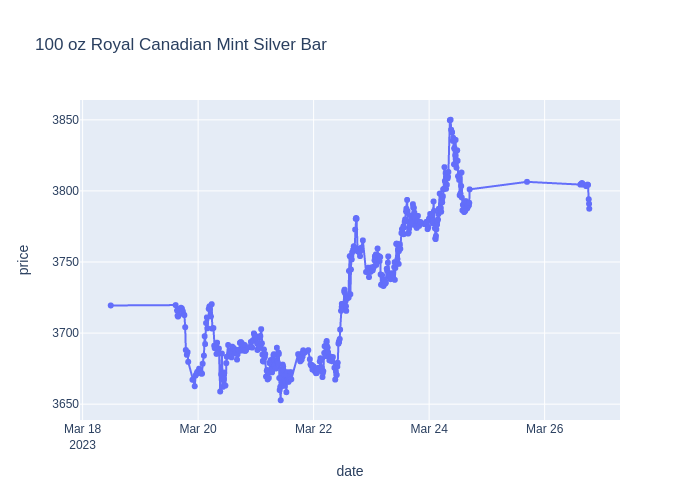 100 oz Royal Canadian Mint Silver Bar
price
3850
3800
3750
3700
3650
Mar 18
2023
Mar 20
Mar 22
Mar 24
Mar 26
date